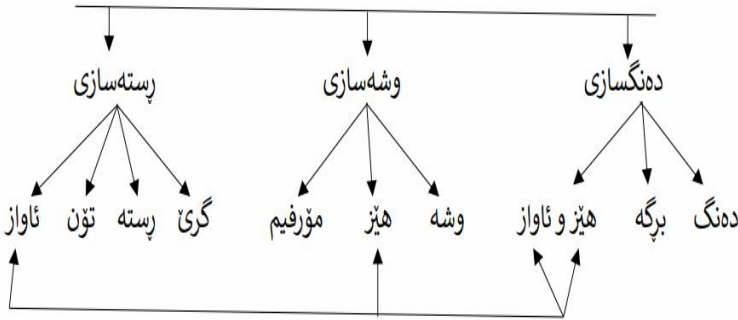 دەنگسازی وشەسازی ڕستەسازی
دەنگ بڕگە هێز و ئاواز وشە هێز مۆرفیم گرێ ڕستە تۆن ئاواز